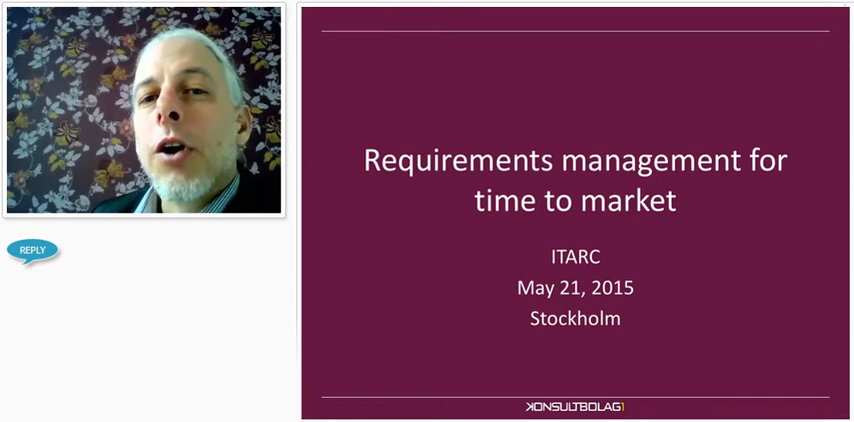 REPLY
Requirements management for
time to market
ITARC
May 21, 2015
Stockholm
KONSULTBOLAG1